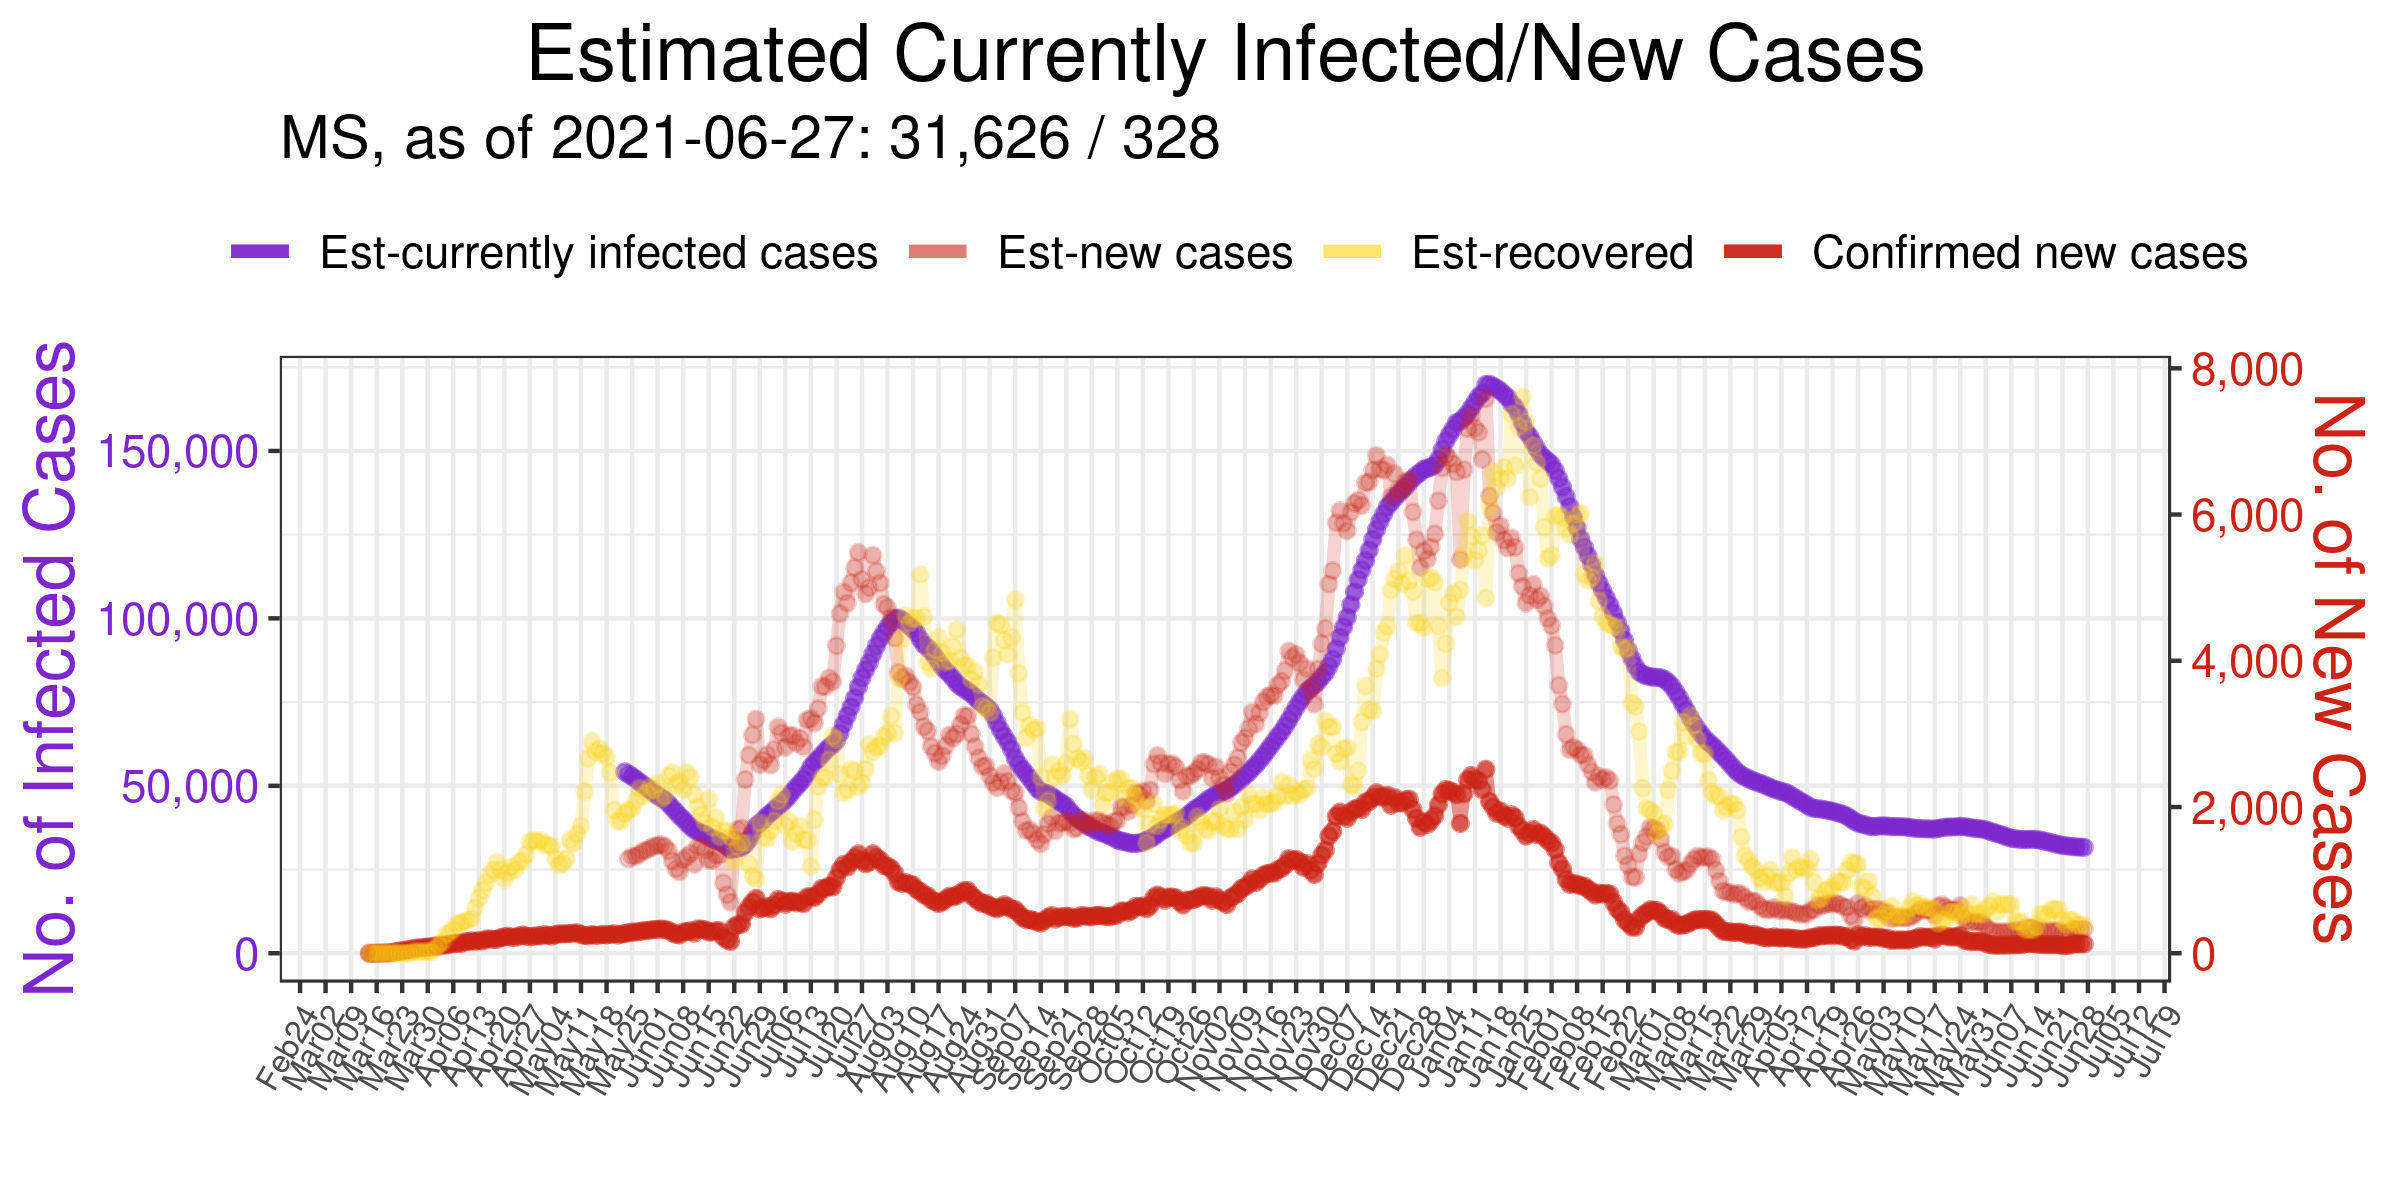 Estimated Currently Infected/New Cases
MS, as of 2021-06-27: 31,626 / 328
Est-currently infected cases Est-new cases Est-recovered Confirmed new cases
No. of Infected Cases
150,000
100,000
50,000
0
8,000
6,000
4,000
2,000
0
No. of New Cases
Feb24
Mar02
Mar09
Mar16
Mar23
Mar30
Apr06
Apr13
Apr20
Apr27
May04
May11
May18
May25
Jun01
Jun08
Jun15
Jun22
Jun29
Jul06
Jul13
Jul20
Jul27
Aug03
Aug10
Aug17
Aug24
Aug31
Sep07
Sep14
Sep21
Sep28
Oct05
Oct12
Oct19
Oct26
Nov02
Nov09
Nov16
Nov23
Nov30
Dec07
Dec14
Dec21
Dec28
Jan04
Jan11
Jan18
Jan25
Feb01
Feb08
Feb15
Feb22
Mar01
Mar08
Mar15
Mar22
Mar29
Apr05
Apr12
Apr19
Apr26
May03
May10
May17
May24
May31
Jun07
Jun14
Jun21
Jun28
Jul05
Jul12
Jul19